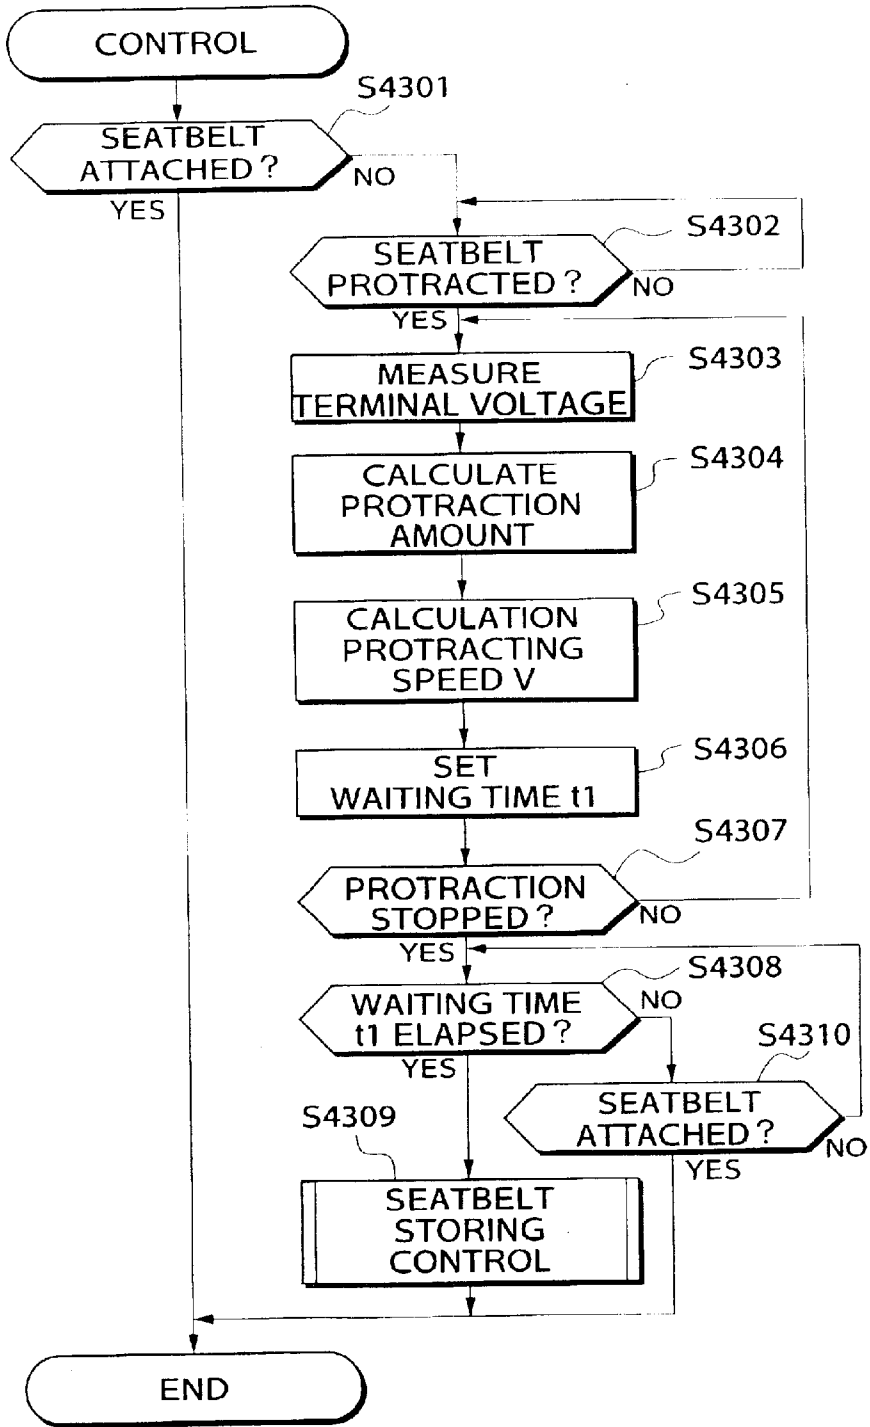 CONTROL
S4301
SEATBELT
ATTACHED?
NO
YES
S4302
SEATBELT
PROTRACTED?
NO
YES
S4303
MEASURE
TERMINAL VOLTAGE
S4304
CALCULATE
PROTRACTION
AMOUNT
S4305
CALCULATION
PROTRACTING
SPEED V
S4306
SET
WAITING TIME t1
S4307
PROTRACTION
STOPPED?
NO
YES
S4308
WAITING TIME
t1 ELAPSED?
NO
YES
S4310
SEATBELT
ATTACHED?
NO
YES
S4309
SEATBELT
STORING
CONTROL
END